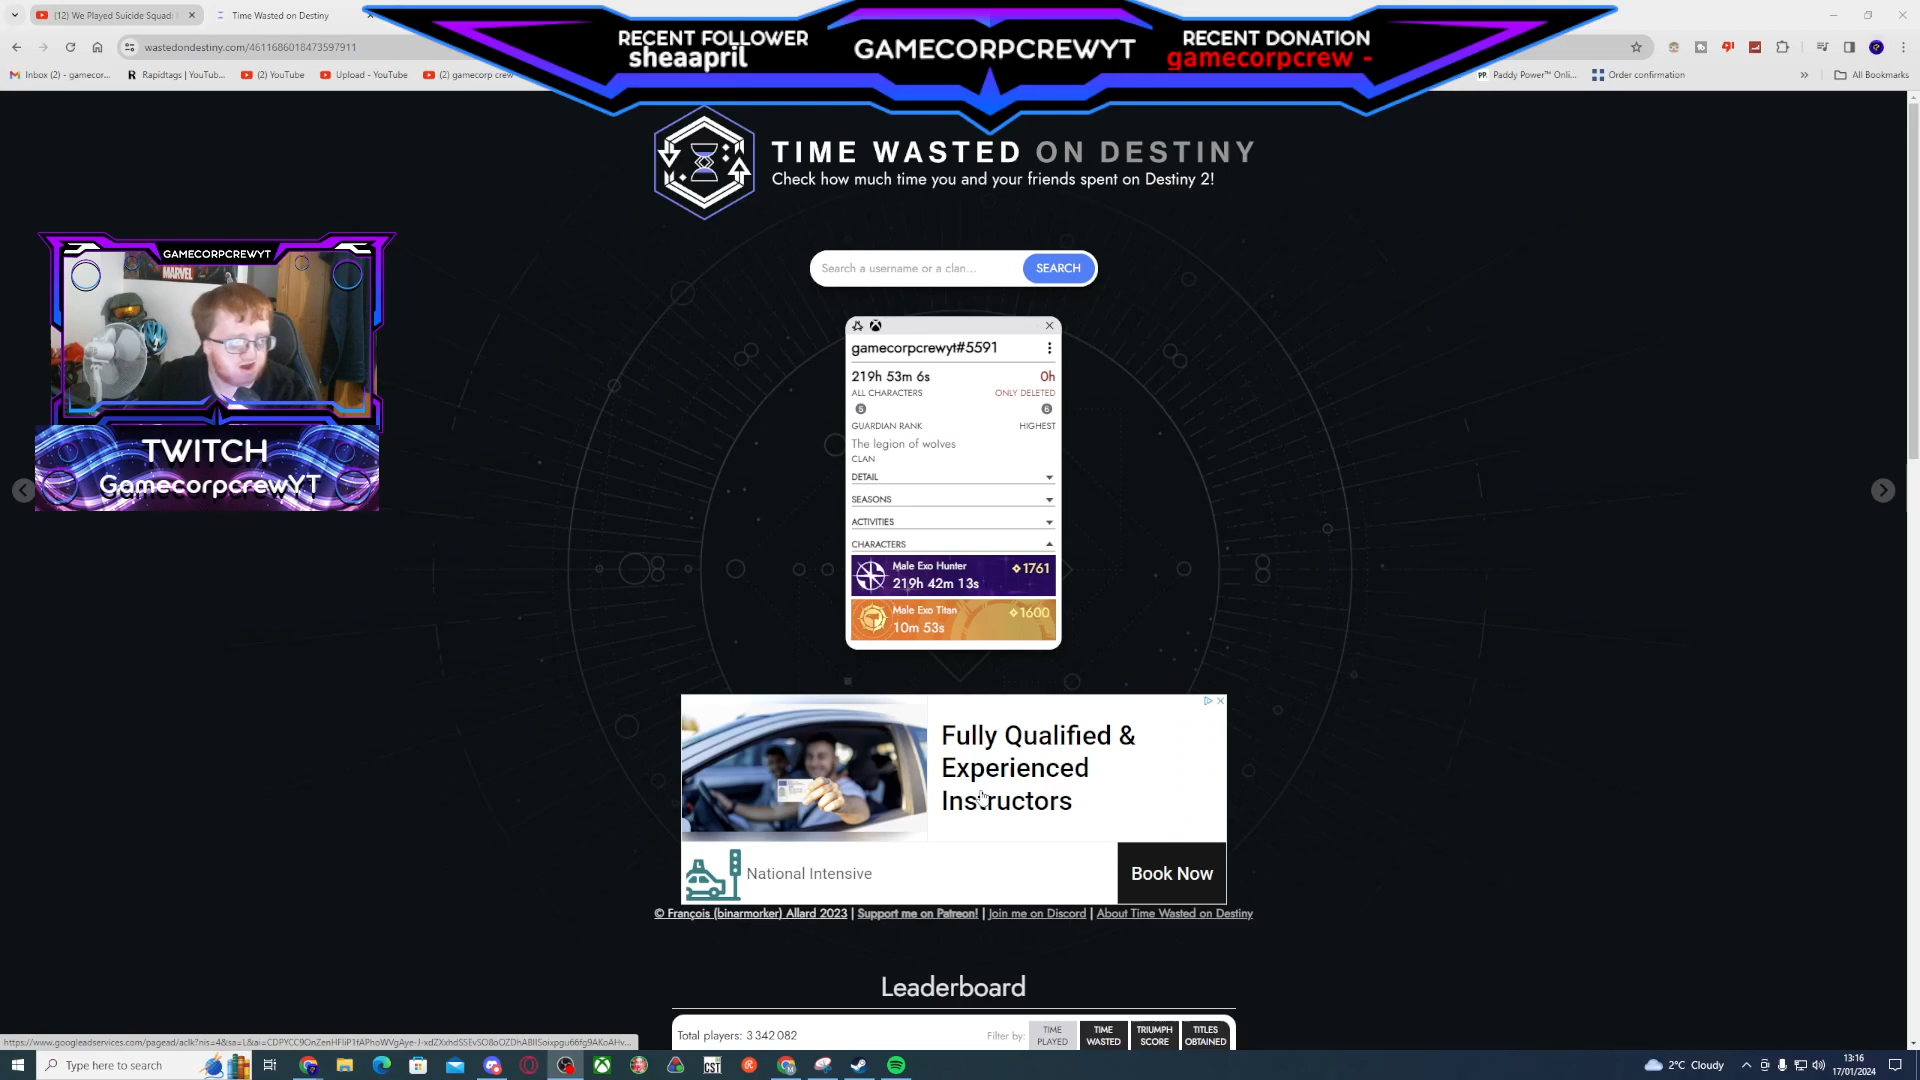 (12) We Played Suicide Squad:
Time Wasted on Destiny
wastedondestiny.com/4611686018473597911
Inbox (2) - gamecor...
Rapidtags | YouTub...
(2) YouTube
Upload - YouTube
(2) gamecorp crew
Paddy Power™ Onli...
Order confirmation
All Bookmarks
RECENT FOLLOWER
sheaapril
GAMECORPCREWYT
RECENT DONATION
gamecorpcrew -
TIME WASTED ON DESTINY
Check how much time you and your friends spent on Destiny 2!
Search a username or a clan...
SEARCH
GAMECORPCREWYT
MARVEL
TWITCH
GamecorpcrewYT
gamecorpcrewyt#5591
219h 53m 6s 0h
ALL CHARACTERS ONLY DELETED
5 6
GUARDIAN RANK HIGHEST
The legion of wolves
CLAN
DETAIL
SEASONS
ACTIVITIES
CHARACTERS
Male Exo Hunter 1761
219h 42m 13s
Male Exo Titan 1600
10m 53s
Fully Qualified &
Experienced
Instructors
National Intensive
Book Now
© François (binarmorker) Allard 2023 | Support me on Patreon! | Join me on Discord | About Time Wasted on Destiny
Leaderboard
Total players: 3 342 082
Filter by:
TIME PLAYED
TIME WASTED
TRIUMPH SCORE
TITLES OBTAINED
Type here to search
CST
2°C Cloudy
13:16
17/01/2024